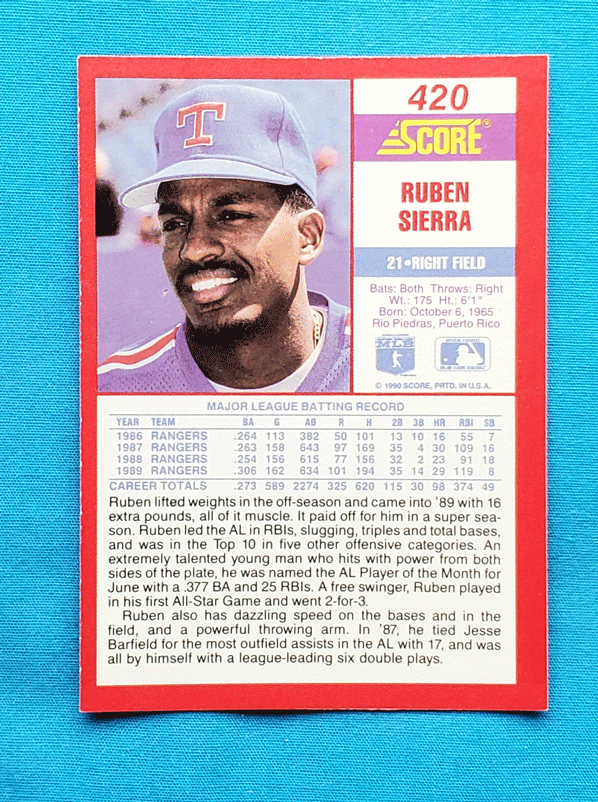 T
420
SCORE®
RUBEN
SIERRA
21•RIGHT FIELD
Bats: Both Throws: Right
Wt.: 175 Ht.: 6'1"
Born: October 6, 1965
Rio Piedras, Puerto Rico
MLB
© 1990 SCORE, PRTD. IN U.S.A.
MAJOR LEAGUE BATTING RECORD
YEAR TEAM BA G AB R H 2B 3B HR RBI SB
1986 RANGERS .264 113 382 50 101 13 10 16 55 7
1987 RANGERS .263 158 643 97 169 35 4 30 109 16
1988 RANGERS .254 156 615 77 156 32 2 23 91 18
1989 RANGERS .306 162 634 101 194 35 14 29 119 8
CAREER TOTALS .273 589 2274 325 620 115 30 98 374 49
Ruben lifted weights in the off-season and came into '89 with 16
extra pounds, all of it muscle. It paid off for him in a super sea-
son. Ruben led the AL in RBIs, slugging, triples and total bases,
and was in the Top 10 in five other offensive categories. An
extremely talented young man who hits with power from both
sides of the plate, he was named the AL Player of the Month for
June with a .377 BA and 25 RBIs. A free swinger, Ruben played
in his first All-Star Game and went 2-for-3.
Ruben also has dazzling speed on the bases and in the
field, and a powerful throwing arm. In '87, he tied Jesse
Barfield for the most outfield assists in the AL with 17, and was
all by himself with a league-leading six double plays.